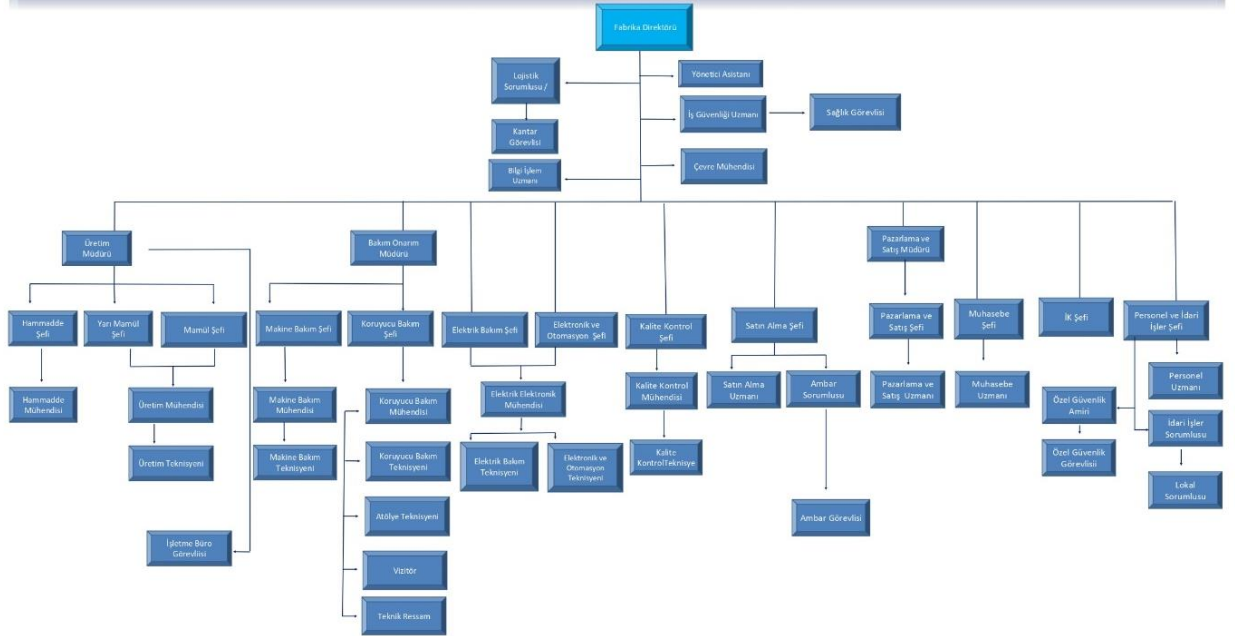 Fabrika Direktörü
Lojistik
Sorumlusu /
Yönetici Asistanı
İş Güvenliği Uzmanı
Sağlık Görevlisi
Kantar
Görevlisi
Bilgi İşlem
Uzmanı
Çevre Mühendisi
Üretim
Müdürü
Bakım Onarım
Müdürü
Pazarlama ve
Satış Müdürü
Hammadde
Şefi
Yarı Mamül
Şefi
Mamül Şefi
Makine Bakım Şefi
Koruyucu Bakım
Şefi
Elektrik Bakım Şefi
Elektronik ve
Otomasyon Şefi
Kalite Kontrol
Şefi
Satın Alma Şefi
Pazarlama ve
Satış Şefi
Muhasebe
Şefi
İK Şefi
Personel ve İdari
İşler Şefi
Hammadde
Mühendisi
Üretim Mühendisi
Makine Bakım
Mühendisi
Koruyucu Bakım
Mühendisi
Elektrik Elektronik
Mühendisi
Kalite Kontrol
Mühendisi
Satın Alma
Uzmanı
Ambar
Sorumlusu
Pazarlama ve
Satış Uzmanı
Muhasebe
Uzmanı
Personel
Uzmanı
Özel Güvenlik
Amiri
İdari İşler
Sorumlusu
Üretim Teknisyeni
Makine Bakım
Teknisyeni
Koruyucu Bakım
Teknisyeni
Elektrik Bakım
Teknisyeni
Elektronik ve
Otomasyon
Teknisyeni
Kalite
KontrolTeknisye
Özel Güvenlik
Görevlisii
Lokal
Sorumlusu
Atölye Teknisyeni
Ambar Görevlisi
İşletme Büro
Görevliisi
Vizitör
Teknik Ressam